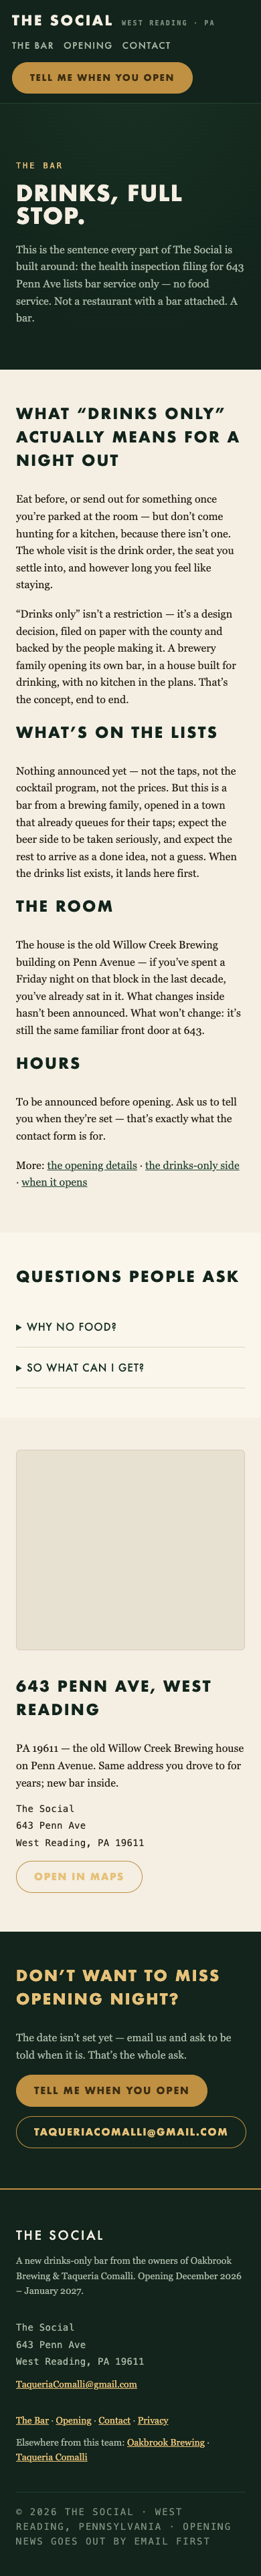 THE SOCIAL WEST READING · PA
THE BAR OPENING CONTACT
TELL ME WHEN YOU OPEN
THE BAR
DRINKS, FULL
STOP.
This is the sentence every part of The Social is
built around: the health inspection filing for 643
Penn Ave lists bar service only — no food
service. Not a restaurant with a bar attached. A
bar.
WHAT “DRINKS ONLY”
ACTUALLY MEANS FOR A
NIGHT OUT
Eat before, or send out for something once
you’re parked at the room — but don’t come
hunting for a kitchen, because there isn’t one.
The whole visit is the drink order, the seat you
settle into, and however long you feel like
staying.
“Drinks only” isn’t a restriction — it’s a design
decision, filed on paper with the county and
backed by the people making it. A brewery
family opening its own bar, in a house built for
drinking, with no kitchen in the plans. That’s
the concept, end to end.
WHAT’S ON THE LISTS
Nothing announced yet — not the taps, not the
cocktail program, not the prices. But this is a
bar from a brewing family, opened in a town
that already queues for their taps; expect the
beer side to be taken seriously, and expect the
rest to arrive as a done idea, not a guess. When
the drinks list exists, it lands here first.
THE ROOM
The house is the old Willow Creek Brewing
building on Penn Avenue — if you’ve spent a
Friday night on that block in the last decade,
you’ve already sat in it. What changes inside
hasn’t been announced. What won’t change: it’s
still the same familiar front door at 643.
HOURS
To be announced before opening. Ask us to tell
you when they’re set — that’s exactly what the
contact form is for.
More: the opening details · the drinks-only side
· when it opens
QUESTIONS PEOPLE ASK
▶ WHY NO FOOD?
▶ SO WHAT CAN I GET?
643 PENN AVE, WEST
READING
PA 19611 — the old Willow Creek Brewing house
on Penn Avenue. Same address you drove to for
years; new bar inside.
The Social
643 Penn Ave
West Reading, PA 19611
OPEN IN MAPS
DON’T WANT TO MISS
OPENING NIGHT?
The date isn’t set yet — email us and ask to be
told when it is. That’s the whole ask.
TELL ME WHEN YOU OPEN
TAQUERIACOMALLI@GMAIL.COM
THE SOCIAL
A new drinks-only bar from the owners of Oakbrook
Brewing & Taqueria Comalli. Opening December 2026
– January 2027.
The Social
643 Penn Ave
West Reading, PA 19611
TaqueriaComalli@gmail.com
The Bar · Opening · Contact · Privacy
Elsewhere from this team: Oakbrook Brewing ·
Taqueria Comalli
© 2026 THE SOCIAL · WEST
READING, PENNSYLVANIA · OPENING
NEWS GOES OUT BY EMAIL FIRST